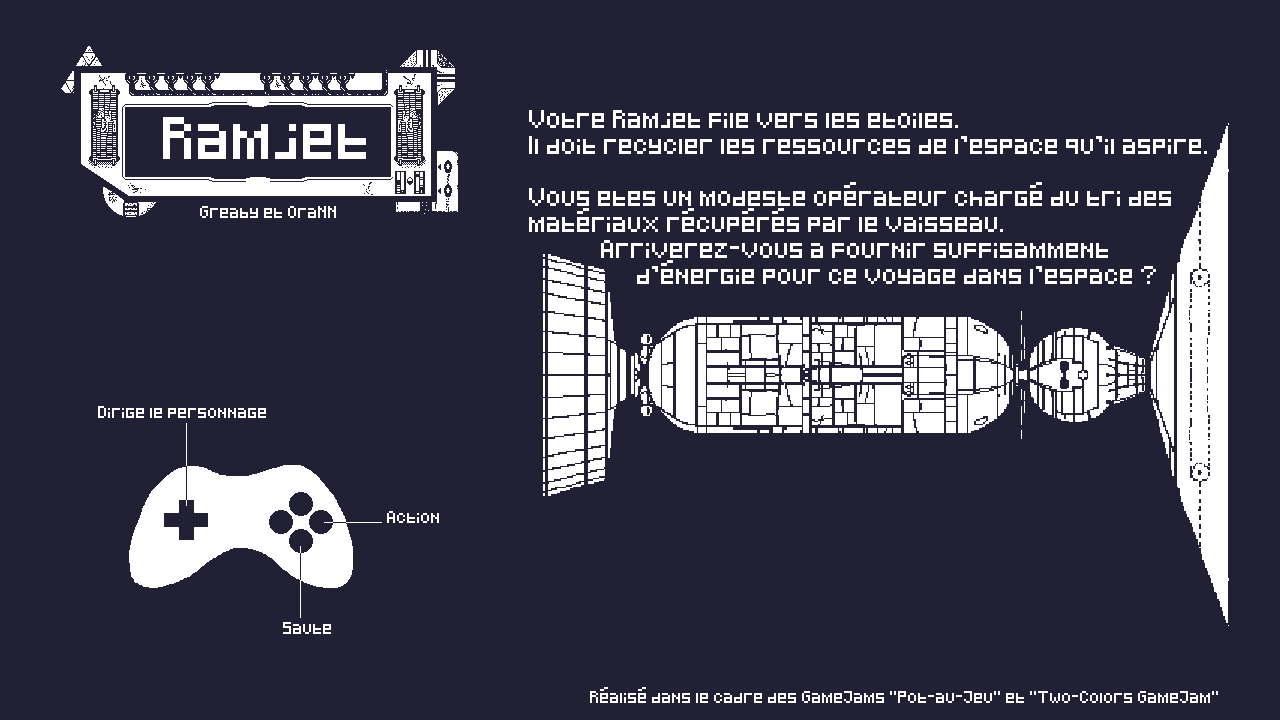 Ramjet
Greaty et OraNN
Votre Ramjet file vers les etoiles.
Il doit recycler les ressources de l'espace qu'il aspire.
Vous etes un modeste opérateur chargé du tri des
matériaux récupérés par le vaisseau.
Arriverez-vous a fournir suffisamment
d'énergie pour ce voyage dans l'espace ?
Dirige le personnage
Action
Saute
Réalisé dans le cadre des GameJams "Pot-au-Jeu" et "Two-Colors GameJam"